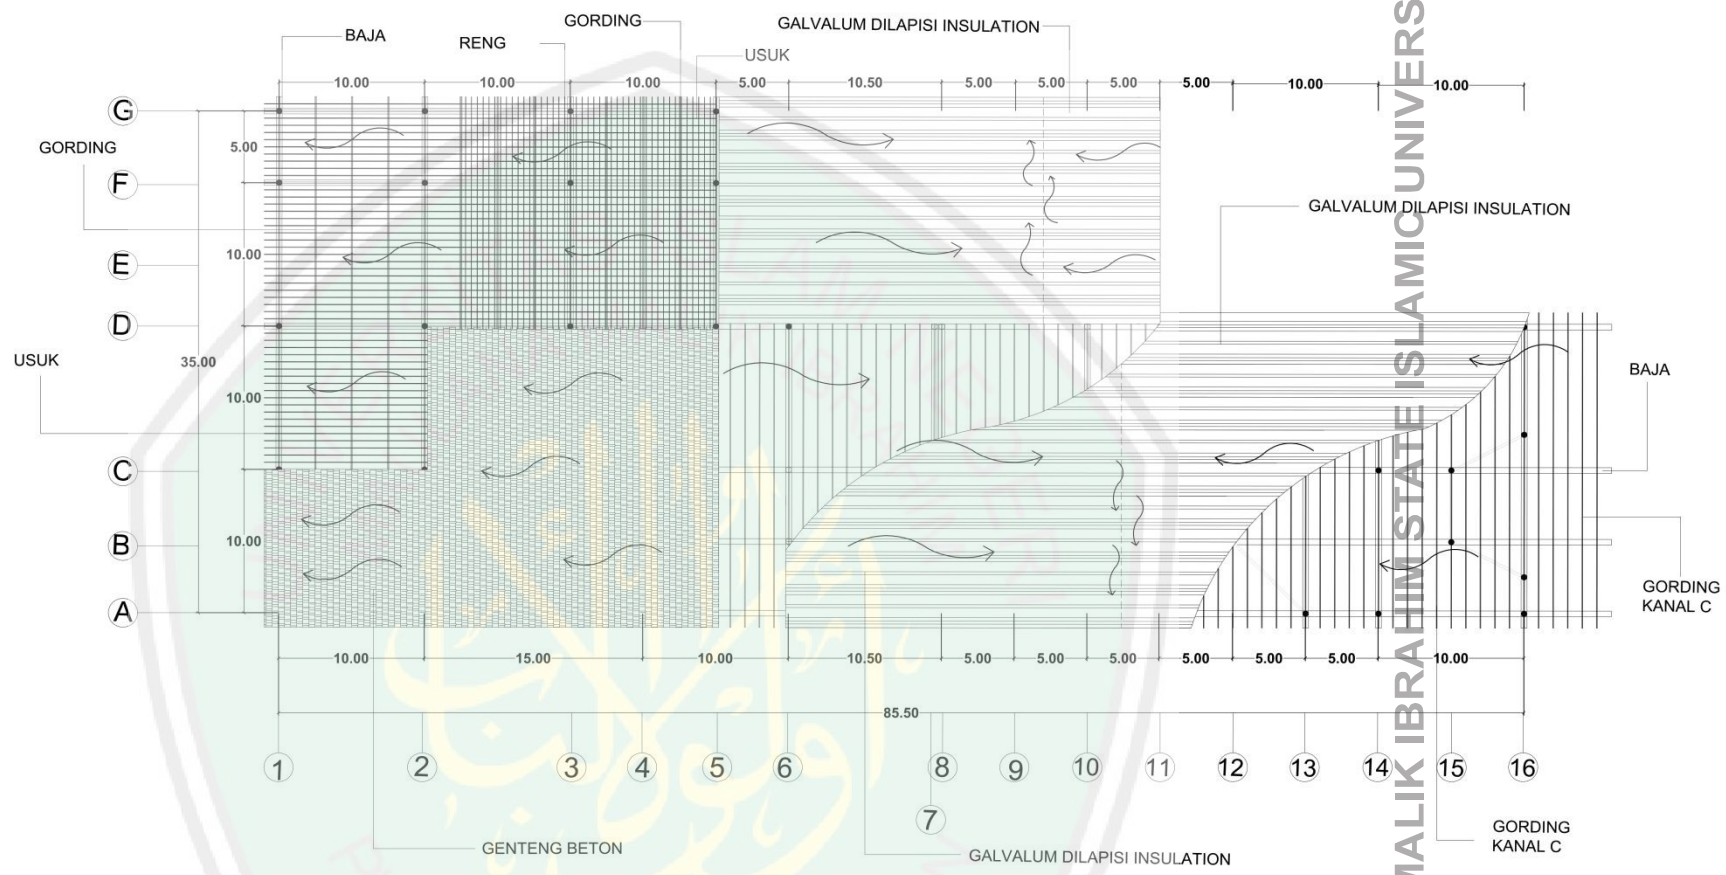 GORDING
GALVALUM DILAPISI INSULATION
BAJA
RENG
USUK
10.00
10.00
10.00
5.00
10.50
5.00
5.00
5.00
5.00
10.00
10.00
G
GORDING
5.00
F
GALVALUM DILAPISI INSULATION
10.00
E
D
USUK
35.00
BAJA
10.00
C
10.00
B
GORDING
KANAL C
A
10.00
15.00
10.00
10.50
5.00
5.00
5.00
5.00
5.00
5.00
10.00
85.50
1
2
3
4
5
6
8
9
10
11
12
13
14
15
16
7
GORDING
KANAL C
GENTENG BETON
GALVALUM DILAPISI INSULATION
MALIK IBRAHIM STATE ISLAMIC UNIVERS